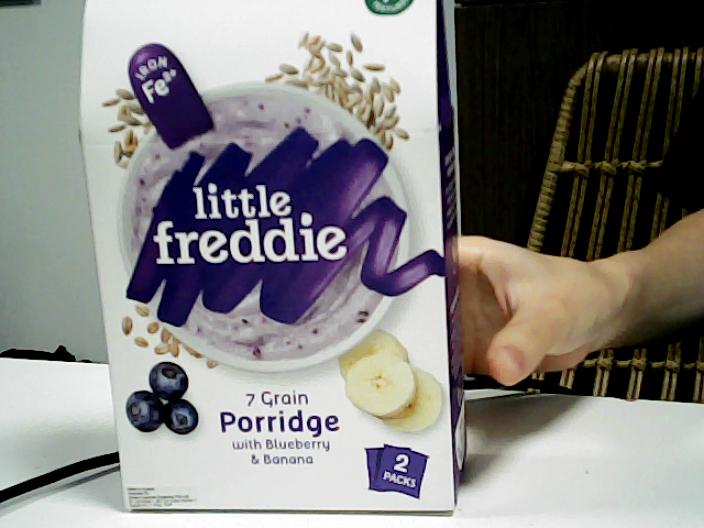 IRON
Fe²⁺
little
freddie
7 Grain
Porridge
with Blueberry
& Banana
2
PACKS